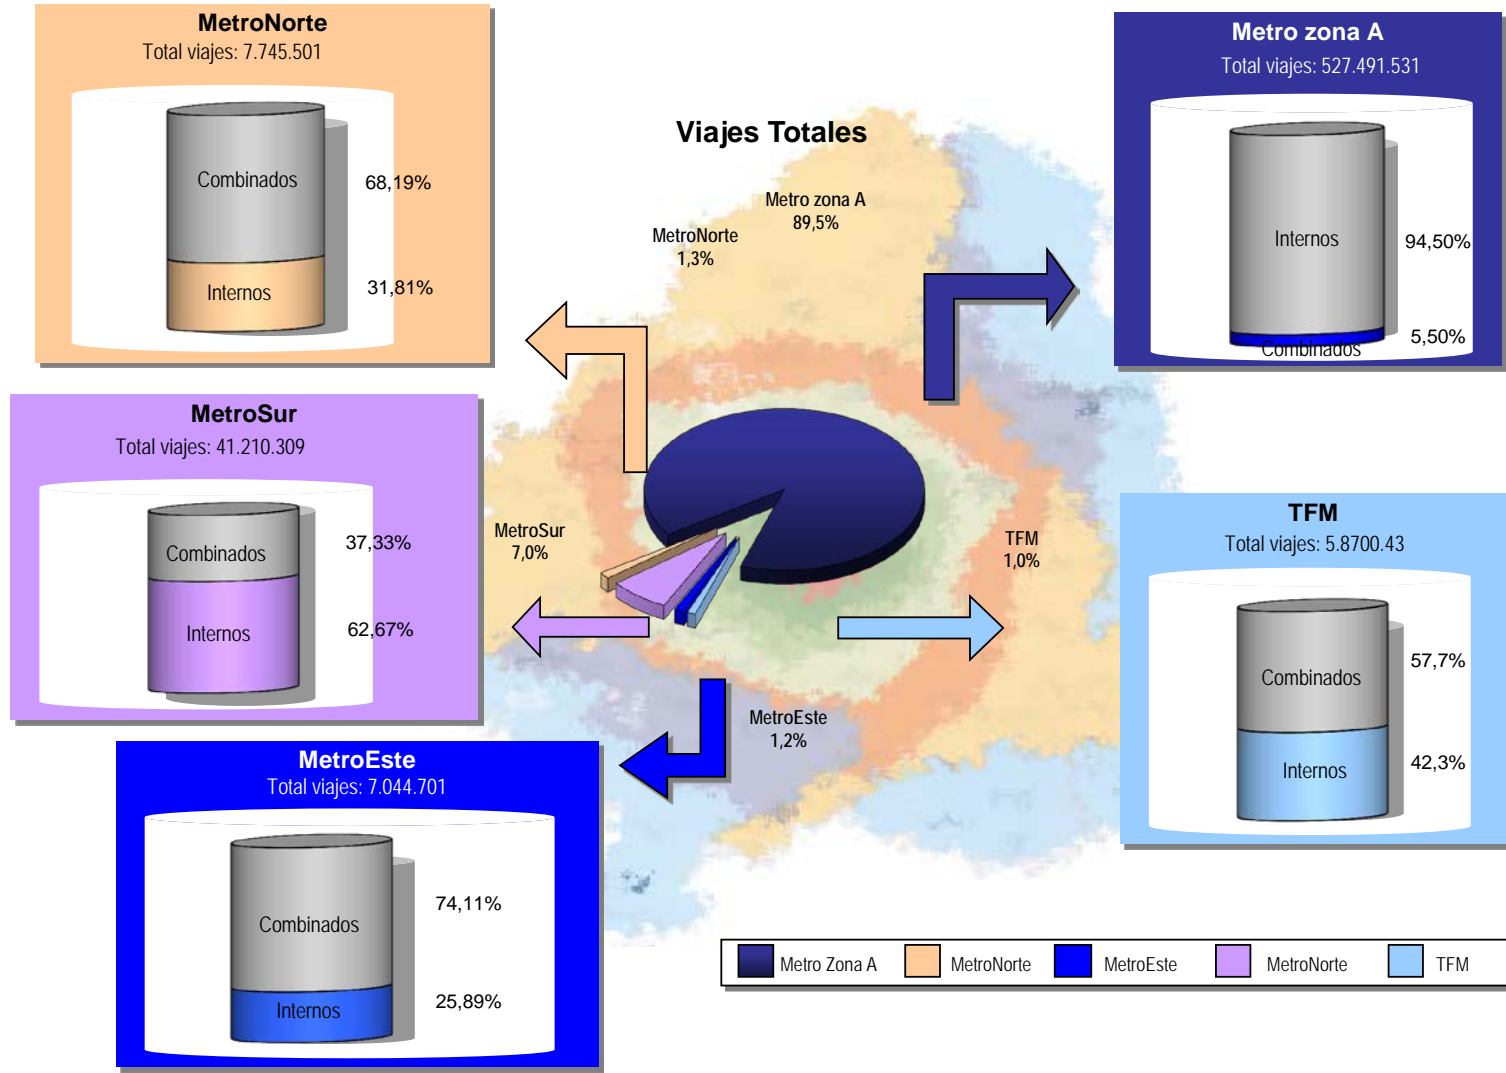 MetroNorte
Total viajes: 7.745.501
Combinados
68,19%
Internos
31,81%
Metro zona A
Total viajes: 527.491.531
Internos
94,50%
Combinados
5,50%
Viajes Totales
Metro zona A
89,5%
MetroNorte
1,3%
MetroSur
7,0%
TFM
1,0%
MetroEste
1,2%
MetroSur
Total viajes: 41.210.309
Combinados
37,33%
Internos
62,67%
TFM
Total viajes: 5.8700.43
Combinados
57,7%
Internos
42,3%
MetroEste
Total viajes: 7.044.701
Combinados
74,11%
Internos
25,89%
Metro Zona A
MetroNorte
MetroEste
MetroNorte
TFM